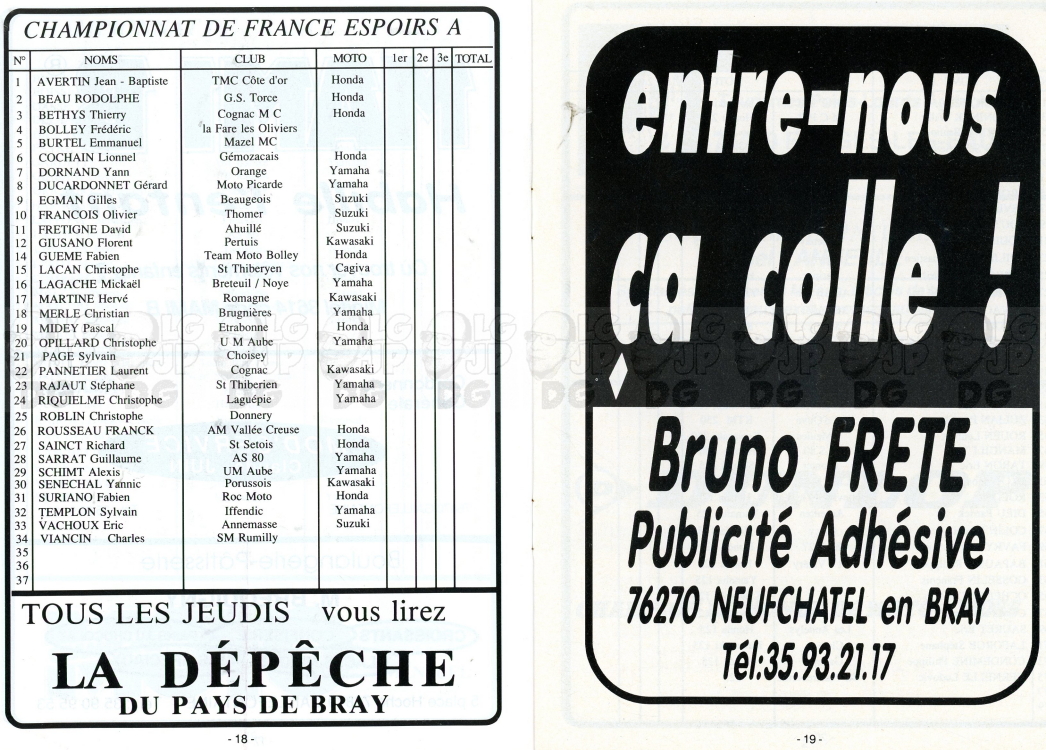 CHAMPIONNAT DE FRANCE ESPOIRS A
N° NOMS CLUB MOTO 1er 2e 3e TOTAL
1 AVERTIN Jean - Baptiste TMC Côte d'or Honda
2 BEAU RODOLPHE G.S. Torce Honda
3 BETHYS Thierry Cognac M C Honda
4 BOLLEY Frédéric la Fare les Oliviers
5 BURTEL Emmanuel Mazel MC
6 COCHAIN Lionnel Gémozacais Honda
7 DORNAND Yann Orange Yamaha
8 DUCARDONNET Gérard Moto Picarde Yamaha
9 EGMAN Gilles Beaugeois Suzuki
10 FRANCOIS Olivier Thomer Suzuki
11 FRETIGNE David Ahuillé Suzuki
12 GIUSANO Florent Pertuis Kawasaki
14 GUEME Fabien Team Moto Bolley Honda
15 LACAN Christophe St Thiberyen Cagiva
16 LAGACHE Mickaël Breteuil / Noye Yamaha
17 MARTINE Hervé Romagne Kawasaki
18 MERLE Christian Brugnières Yamaha
19 MIDEY Pascal Etrabonne Honda
20 OPILLARD Christophe U M Aube Yamaha
21 PAGE Sylvain Choisey
22 PANNETIER Laurent Cognac Kawasaki
23 RAJAUT Stéphane St Thiberien Yamaha
24 RIQUIELME Christophe Laguépie Yamaha
25 ROBLIN Christophe Donnery
26 ROUSSEAU FRANCK AM Vallée Creuse Honda
27 SAINCT Richard St Setois Honda
28 SARRAT Guillaume AS 80 Yamaha
29 SCHIMT Alexis UM Aube Yamaha
30 SENECHAL Yannic Porussois Kawasaki
31 SURIANO Fabien Roc Moto Honda
32 TEMPLON Sylvain Iffendic Yamaha
33 VACHOUX Eric Annemasse Suzuki
34 VIANCIN Charles SM Rumilly
35
36
37
TOUS LES JEUDIS vous lirez
LA DÉPÊCHE
DU PAYS DE BRAY
- 18 -
entre-nous
ça colle !
Bruno FRETE
Publicité Adhésive
76270 NEUFCHATEL en BRAY
Tél:35.93.21.17
- 19 -